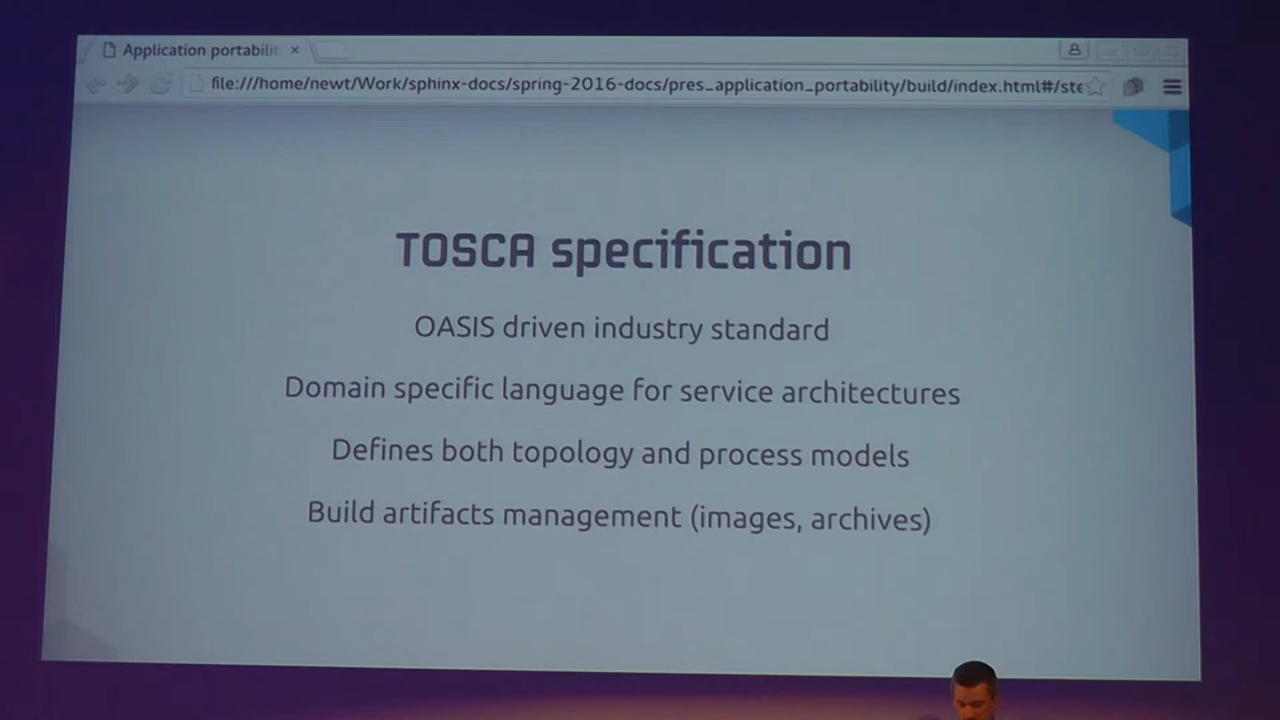 Application portabilit
file:///home/newt/Work/sphinx-docs/spring-2016-docs/pres_application_portability/build/index.html#/ste
TOSCA specification
OASIS driven industry standard
Domain specific language for service architectures
Defines both topology and process models
Build artifacts management (images, archives)